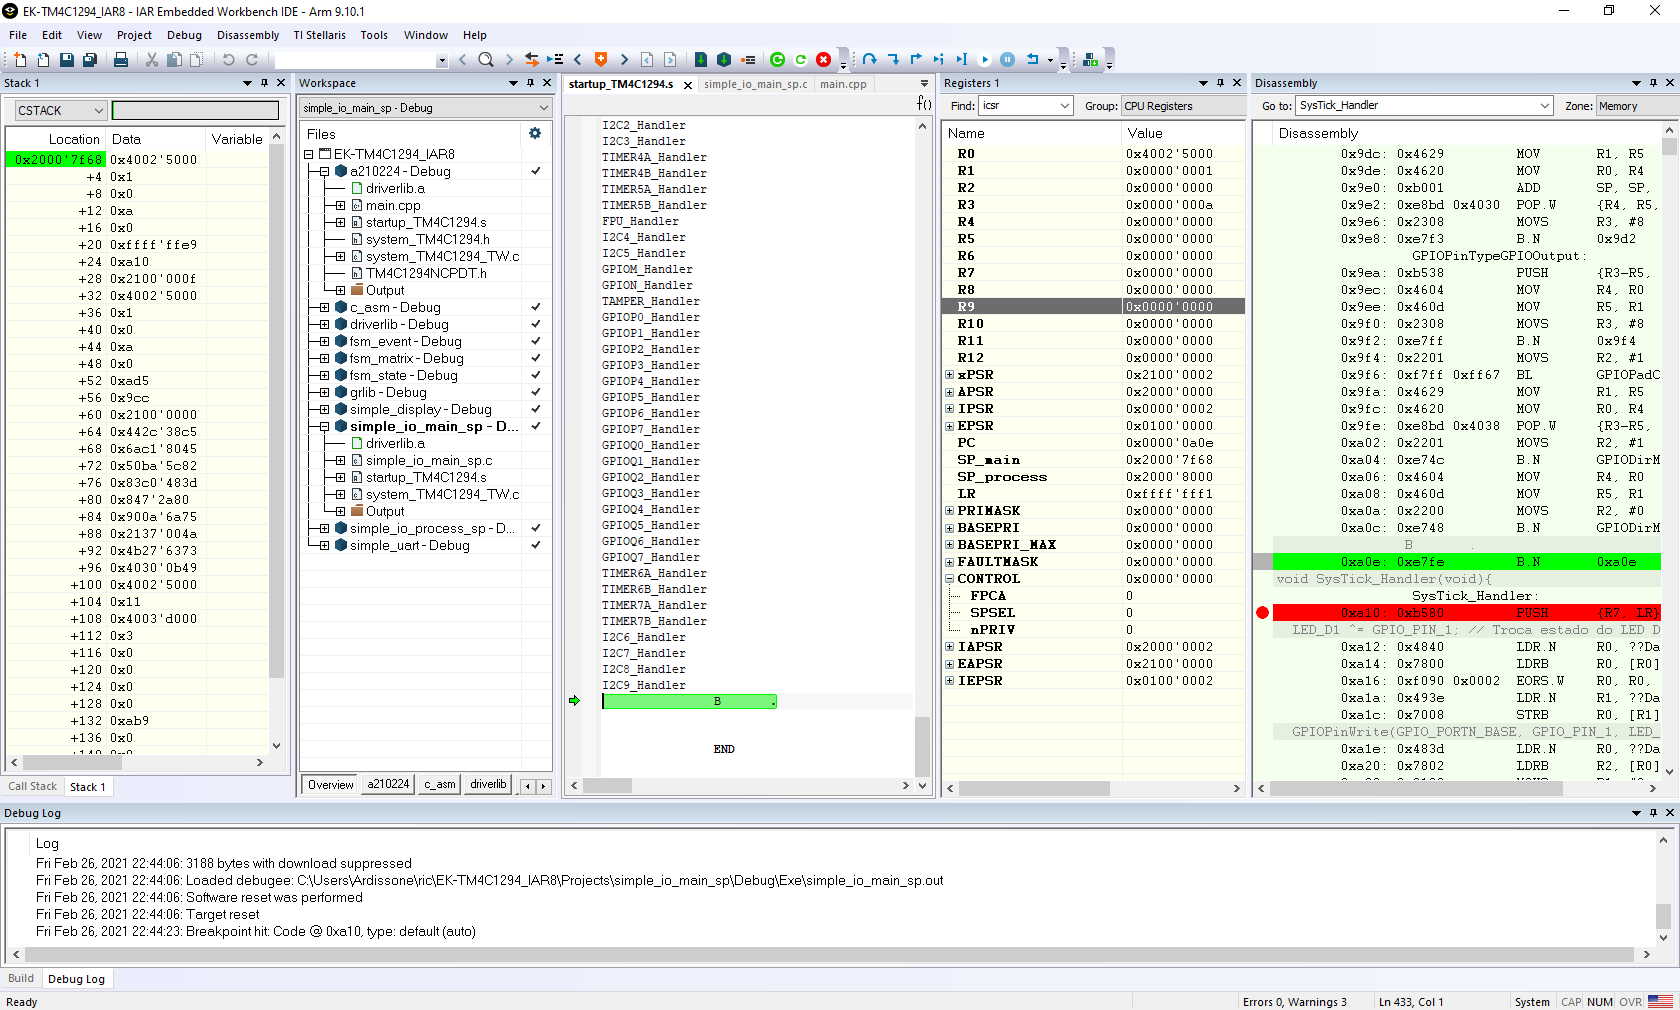 EK-TM4C1294_IAR8 - IAR Embedded Workbench IDE - Arm 9.10.1
File Edit View Project Debug Disassembly TI Stellaris Tools Window Help
Stack 1
CSTACK
Location Data Variable
0x2000'7f68 0x4002'5000
+4 0x1
+8 0x0
+12 0xa
+16 0x0
+20 0xffff'ffe9
+24 0xa10
+28 0x2100'000f
+32 0x4002'5000
+36 0x1
+40 0x0
+44 0xa
+48 0x0
+52 0xad5
+56 0x9cc
+60 0x2100'0000
+64 0x442c'38c5
+68 0x6ac1'8045
+72 0x50ba'5c82
+76 0x83c0'483d
+80 0x847'2a80
+84 0x900a'6a75
+88 0x2137'004a
+92 0x4b27'6373
+96 0x4030'0b49
+100 0x4002'5000
+104 0x11
+108 0x4003'd000
+112 0x3
+116 0x0
+120 0x0
+124 0x0
+128 0x0
+132 0xab9
+136 0x0
+140 0x0
Call Stack Stack 1
Workspace
simple_io_main_sp - Debug
Files
EK-TM4C1294_IAR8
a210224 - Debug
driverlib.a
main.cpp
startup_TM4C1294.s
system_TM4C1294.h
system_TM4C1294_TW.c
TM4C1294NCPDT.h
Output
c_asm - Debug
driverlib - Debug
fsm_event - Debug
fsm_matrix - Debug
fsm_state - Debug
grlib - Debug
simple_display - Debug
simple_io_main_sp - D...
driverlib.a
simple_io_main_sp.c
startup_TM4C1294.s
system_TM4C1294_TW.c
Output
simple_io_process_sp - D...
simple_uart - Debug
Overview a210224 c_asm driverlib
startup_TM4C1294.s simple_io_main_sp.c main.cpp
f()
I2C2_Handler
I2C3_Handler
TIMER4A_Handler
TIMER4B_Handler
TIMER5A_Handler
TIMER5B_Handler
FPU_Handler
I2C4_Handler
I2C5_Handler
GPIOM_Handler
GPION_Handler
TAMPER_Handler
GPIOP0_Handler
GPIOP1_Handler
GPIOP2_Handler
GPIOP3_Handler
GPIOP4_Handler
GPIOP5_Handler
GPIOP6_Handler
GPIOP7_Handler
GPIOQ0_Handler
GPIOQ1_Handler
GPIOQ2_Handler
GPIOQ3_Handler
GPIOQ4_Handler
GPIOQ5_Handler
GPIOQ6_Handler
GPIOQ7_Handler
TIMER6A_Handler
TIMER6B_Handler
TIMER7A_Handler
TIMER7B_Handler
I2C6_Handler
I2C7_Handler
I2C8_Handler
I2C9_Handler
B .
END
Registers 1
Find: icsr Group: CPU Registers
Name Value
R0 0x4002'5000
R1 0x0000'0001
R2 0x0000'0000
R3 0x0000'000a
R4 0x0000'0000
R5 0x0000'0000
R6 0x0000'0000
R7 0x0000'0000
R8 0x0000'0000
R9 0x0000'0000
R10 0x0000'0000
R11 0x0000'0000
R12 0x0000'0000
xPSR 0x2100'0002
APSR 0x2000'0000
IPSR 0x0000'0002
EPSR 0x0100'0000
PC 0x0000'0a0e
SP_main 0x2000'7f68
SP_process 0x2000'8000
LR 0xffff'fff1
PRIMASK 0x0000'0000
BASEPRI 0x0000'0000
BASEPRI_MAX 0x0000'0000
FAULTMASK 0x0000'0000
CONTROL 0x0000'0000
FPCA 0
SPSEL 0
nPRIV 0
IAPSR 0x2000'0002
EAPSR 0x2100'0000
IEPSR 0x0100'0002
Disassembly
Go to: SysTick_Handler Zone: Memory
Disassembly
0x9dc: 0x4629 MOV R1, R5
0x9de: 0x4620 MOV R0, R4
0x9e0: 0xb001 ADD SP, SP,
0x9e2: 0xe8bd 0x4030 POP.W {R4, R5,
0x9e6: 0x2308 MOVS R3, #8
0x9e8: 0xe7f3 B.N 0x9d2
GPIOPinTypeGPIOOutput:
0x9ea: 0xb538 PUSH {R3-R5,
0x9ec: 0x4604 MOV R4, R0
0x9ee: 0x460d MOV R5, R1
0x9f0: 0x2308 MOVS R3, #8
0x9f2: 0xe7ff B.N 0x9f4
0x9f4: 0x2201 MOVS R2, #1
0x9f6: 0xf7ff 0xff67 BL GPIOPadC
0x9fa: 0x4629 MOV R1, R5
0x9fc: 0x4620 MOV R0, R4
0x9fe: 0xe8bd 0x4038 POP.W {R3-R5,
0xa02: 0x2201 MOVS R2, #1
0xa04: 0xe74c B.N GPIODirM
0xa06: 0x4604 MOV R4, R0
0xa08: 0x460d MOV R5, R1
0xa0a: 0x2200 MOVS R2, #0
0xa0c: 0xe748 B.N GPIODirM
B .
0xa0e: 0xe7fe B.N 0xa0e
void SysTick_Handler(void){
SysTick_Handler:
0xa10: 0xb580 PUSH {R7, LR}
LED_D1 ^= GPIO_PIN_1; // Troca estado do LED D
0xa12: 0x4840 LDR.N R0, ??Da
0xa14: 0x7800 LDRB R0, [R0]
0xa16: 0xf090 0x0002 EORS.W R0, R0,
0xa1a: 0x493e LDR.N R1, ??Da
0xa1c: 0x7008 STRB R0, [R1]
GPIOPinWrite(GPIO_PORTN_BASE, GPIO_PIN_1, LED_
0xa1e: 0x483d LDR.N R0, ??Da
0xa20: 0x7802 LDRB R2, [R0]
Debug Log
Log
Fri Feb 26, 2021 22:44:06: 3188 bytes with download suppressed
Fri Feb 26, 2021 22:44:06: Loaded debugee: C:\Users\Ardissone\ric\EK-TM4C1294_IAR8\Projects\simple_io_main_sp\Debug\Exe\simple_io_main_sp.out
Fri Feb 26, 2021 22:44:06: Software reset was performed
Fri Feb 26, 2021 22:44:06: Target reset
Fri Feb 26, 2021 22:44:23: Breakpoint hit: Code @ 0xa10, type: default (auto)
Build Debug Log
Ready Errors 0, Warnings 3 Ln 433, Col 1 System CAP NUM OVR